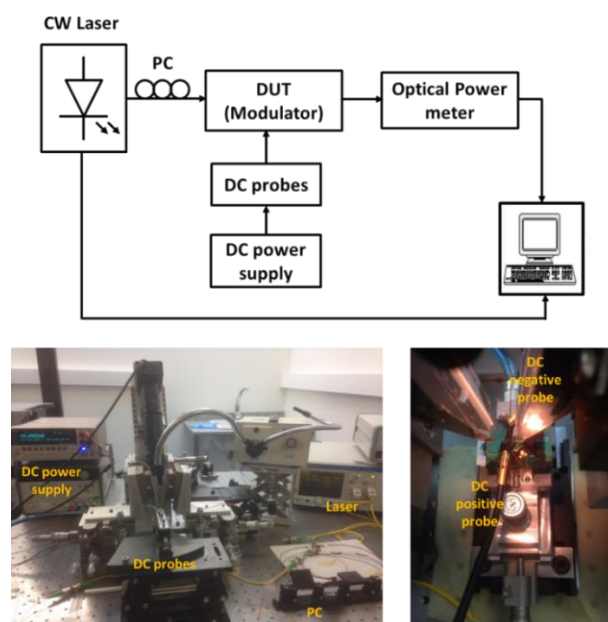 CW Laser
PC
DUT
(Modulator)
Optical Power
meter
DC probes
DC power
supply
DC power
supply
Laser
DC probes
PC
DC
negative
probe
DC
positive
probe